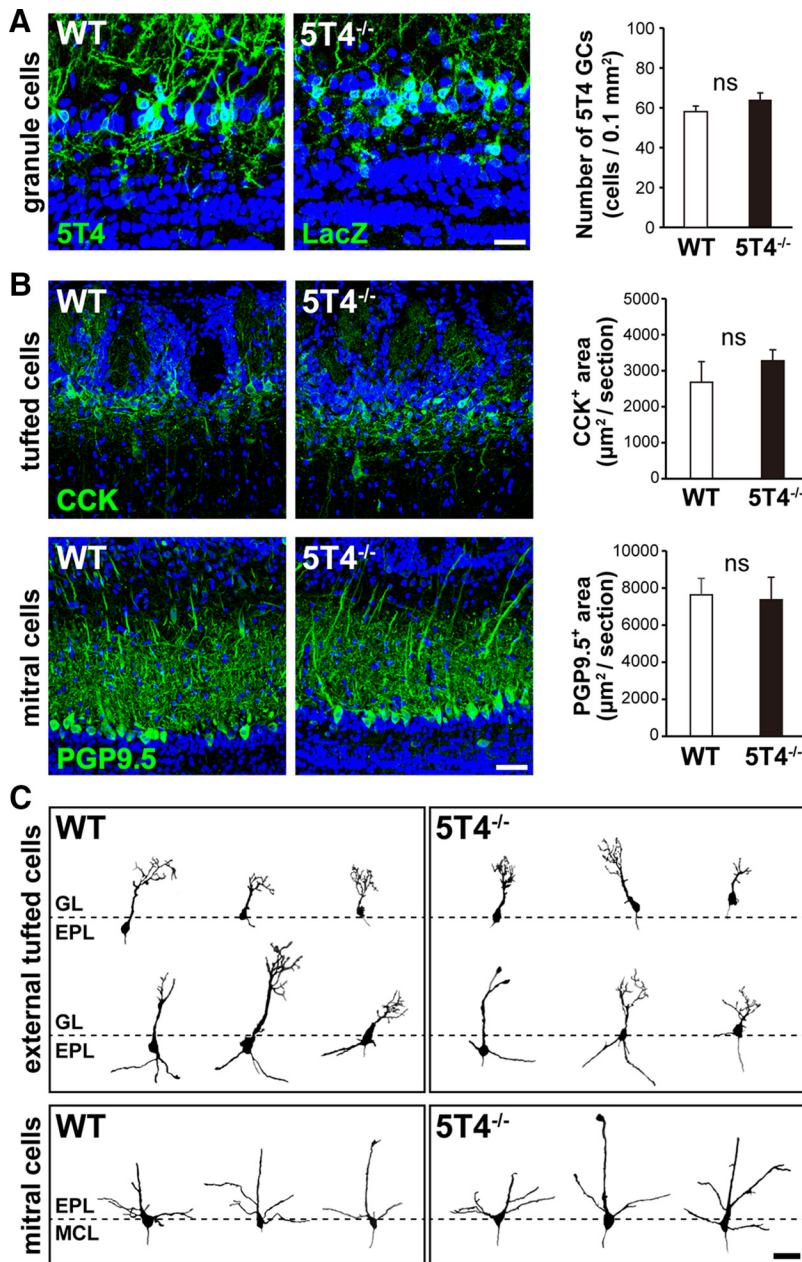 A
granule cells
WT
5T4
5T4-/-
LacZ
Number of 5T4 GCs
(cells / 0.1 mm²)
100
80
60
40
20
0
ns
WT
5T4-/-
B
tufted cells
WT
CCK
5T4-/-
CCK+ area
(µm² / section)
5000
4000
3000
2000
1000
0
ns
WT
5T4-/-
mitral cells
WT
PGP9.5
5T4-/-
PGP9.5+ area
(µm² / section)
10000
8000
6000
4000
2000
0
ns
WT
5T4-/-
C
external tufted cells
WT
GL
EPL
GL
EPL
5T4-/-
mitral cells
WT
EPL
MCL
5T4-/-